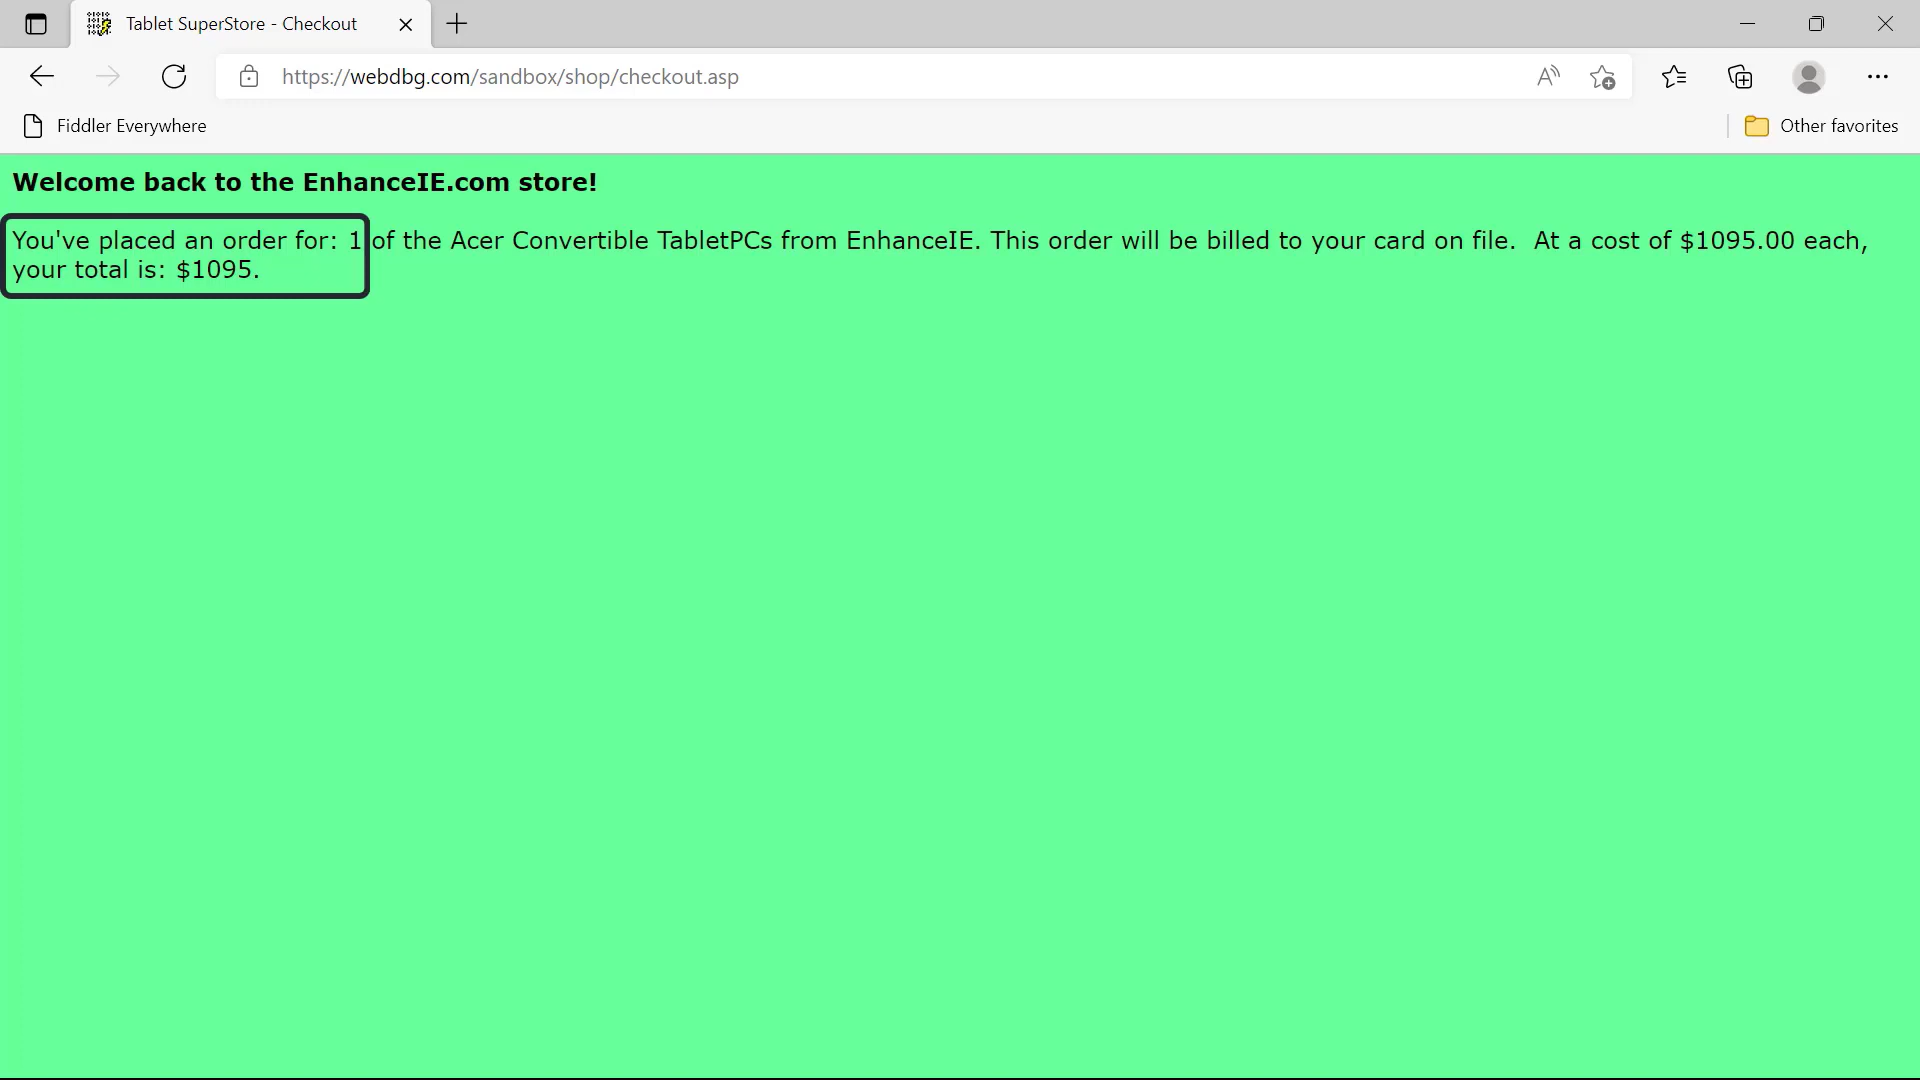 Tablet SuperStore - Checkout
https://webdbg.com/sandbox/shop/checkout.asp
Fiddler Everywhere
Other favorites
Welcome back to the EnhanceIE.com store!
You've placed an order for: 1 of the Acer Convertible TabletPCs from EnhanceIE. This order will be billed to your card on file.  At a cost of $1095.00 each,
your total is: $1095.